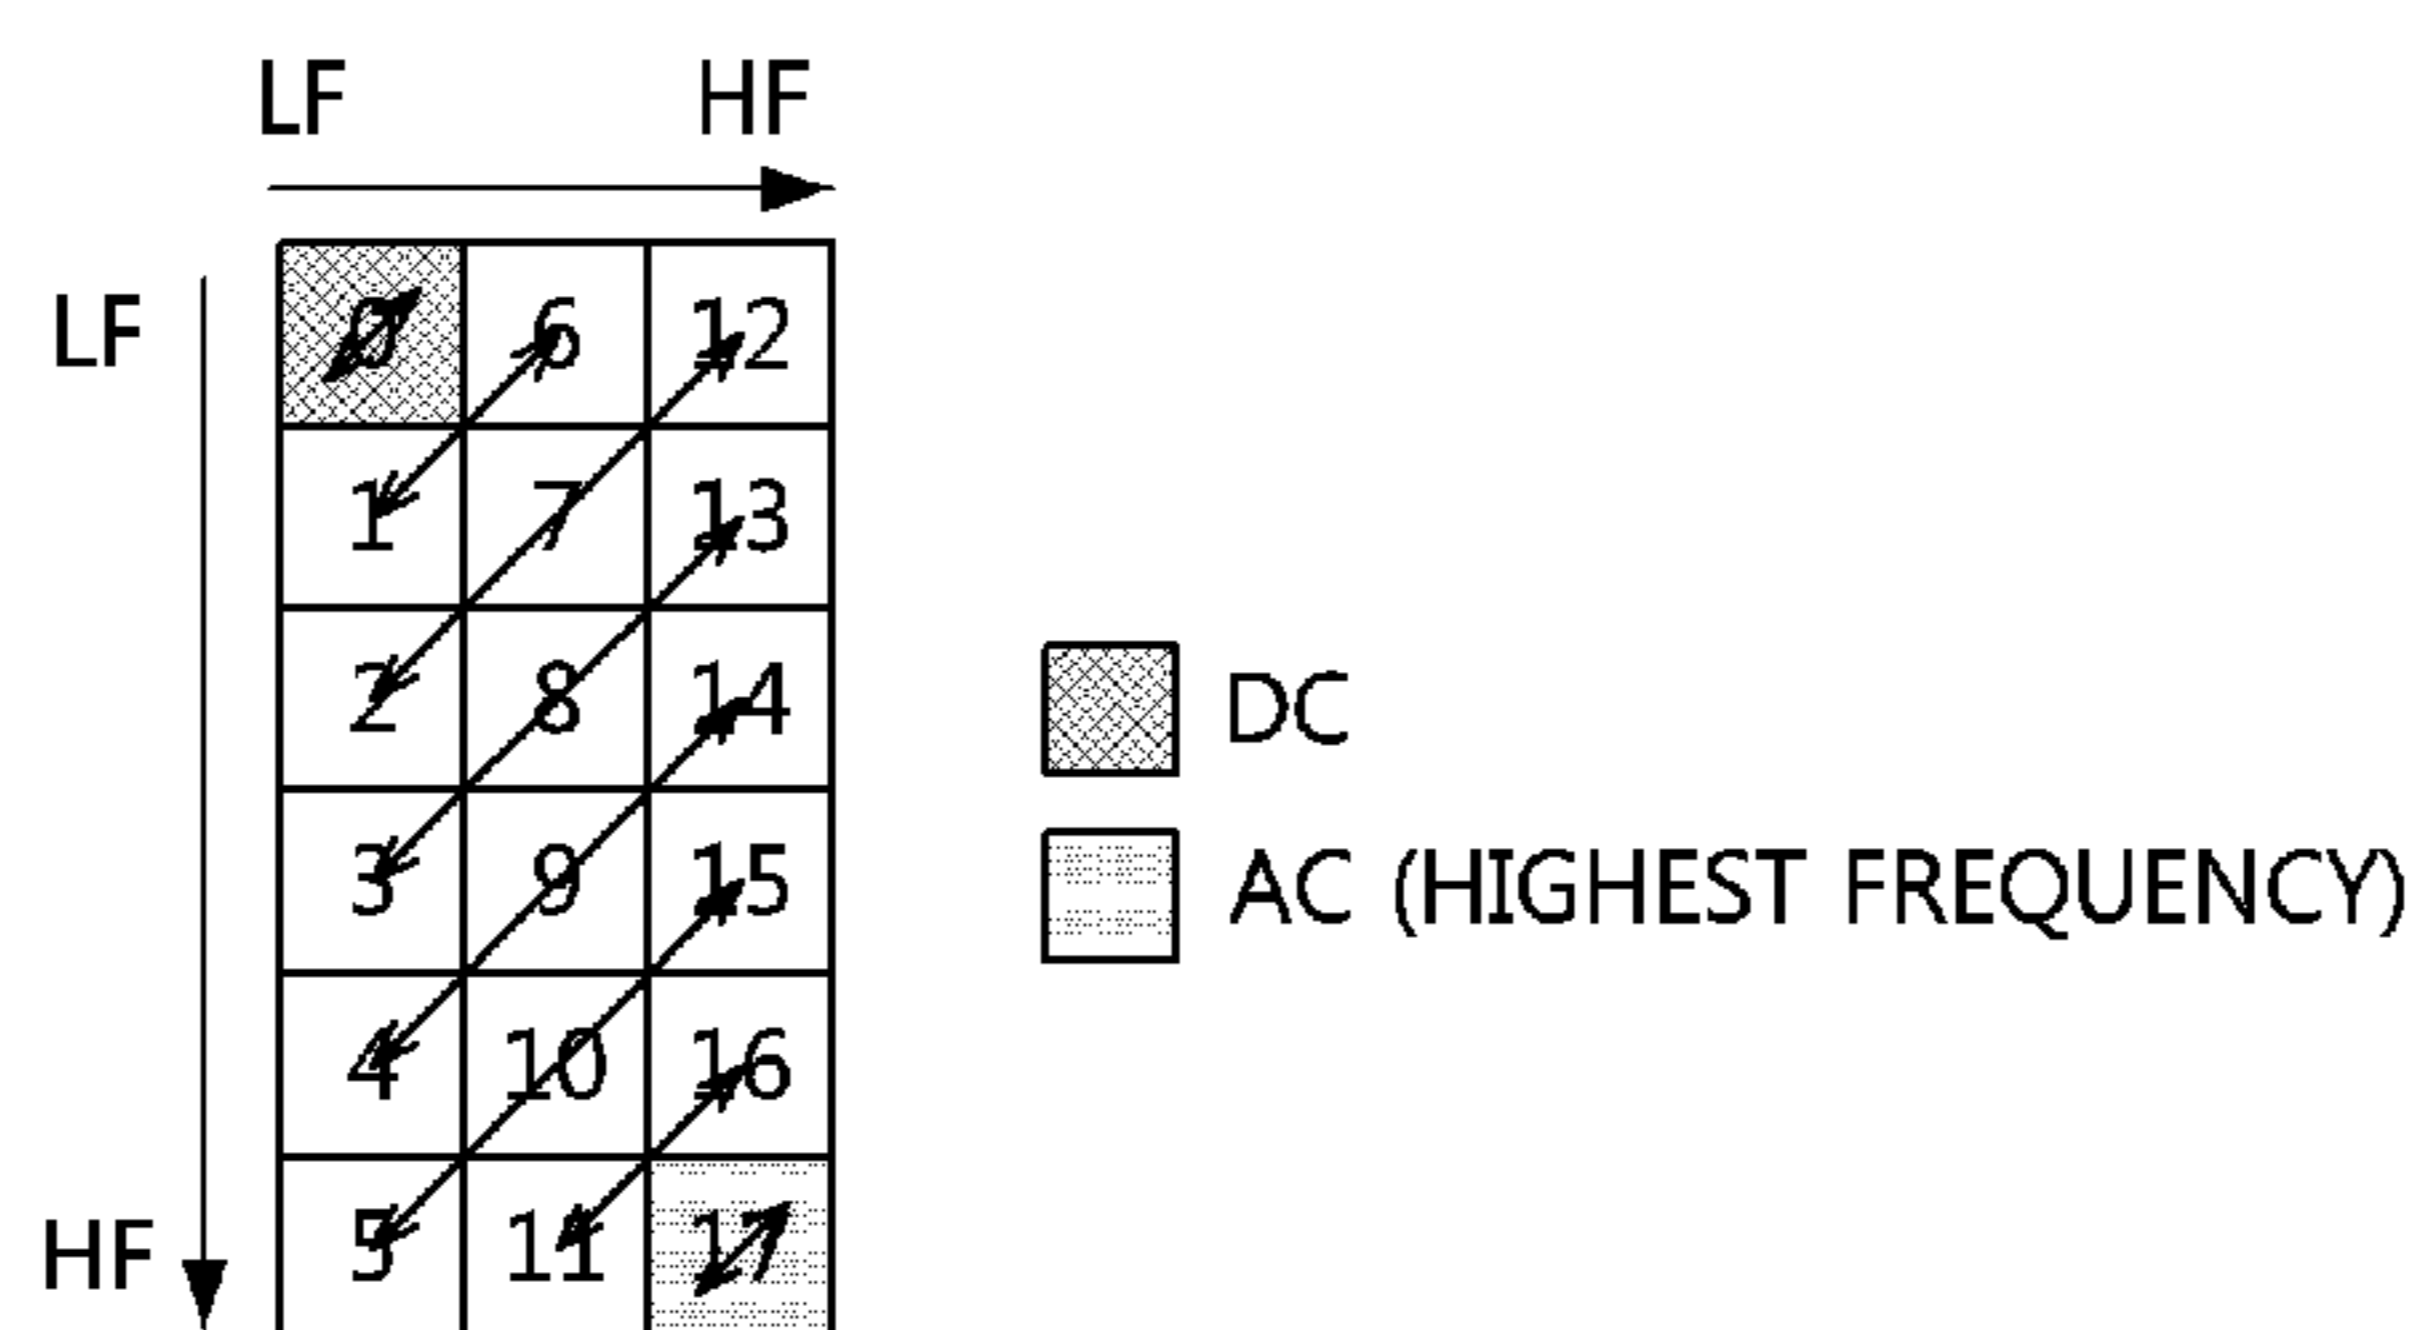 LF HF
LF
0 6 12
1 7 13
2 8 14
DC
3 9 15
AC (HIGHEST FREQUENCY)
4 10 16
HF
5 11 17